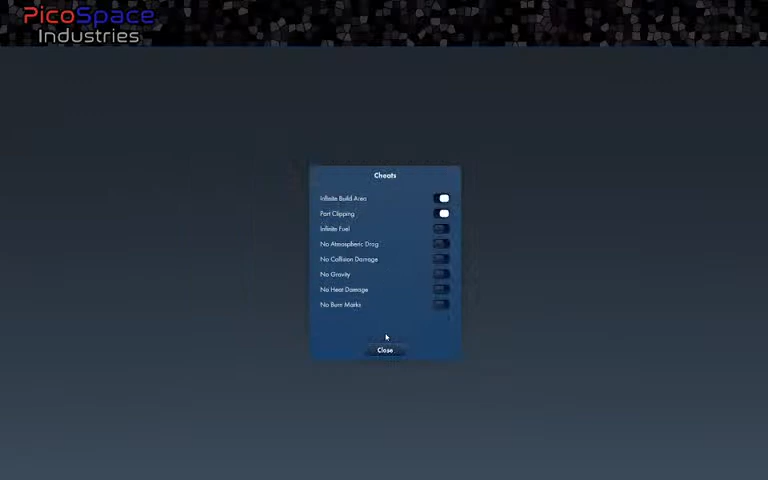 PicoSpace
Industries
Cheats
Infinite Build Area
Part Clipping
Infinite Fuel
No Atmospheric Drag
No Collision Damage
No Gravity
No Heat Damage
No Burn Marks
Close